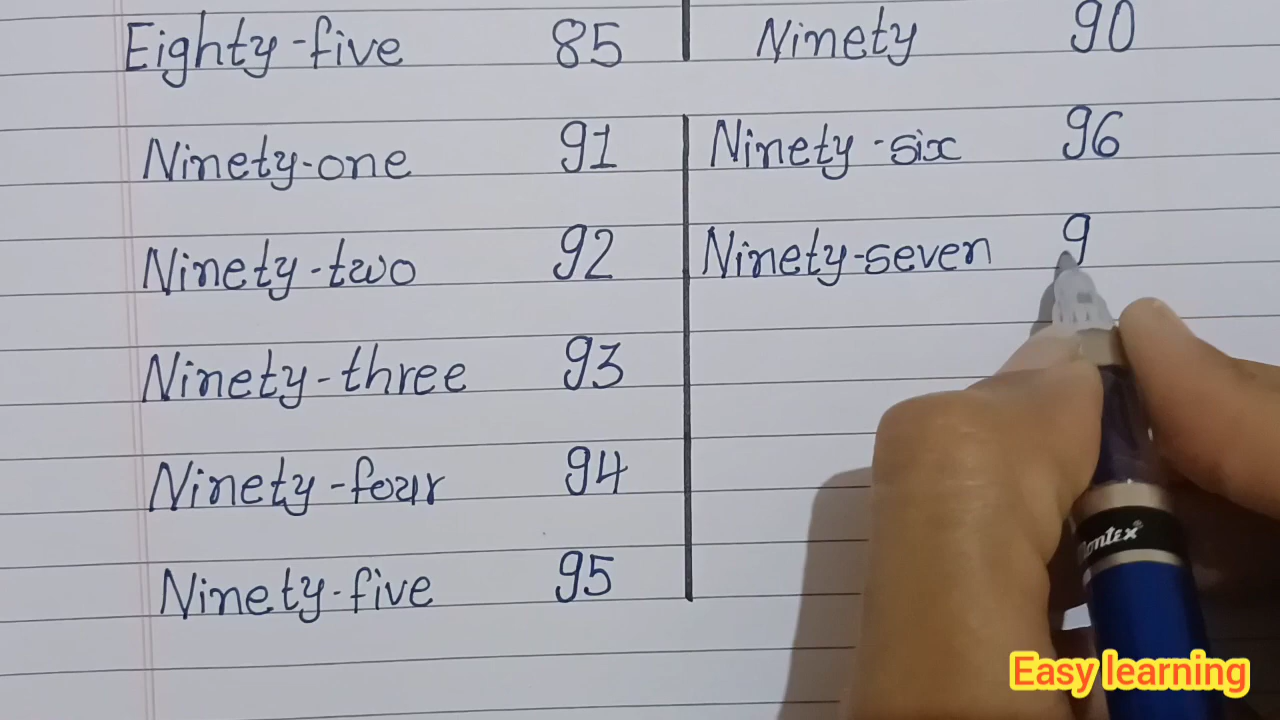 Eighty-five 85
Ninety 90
Ninety-one 91
Ninety-two 92
Ninety-three 93
Ninety-four 94
Ninety-five 95
Ninety-six 96
Ninety-seven 9
Easy learning